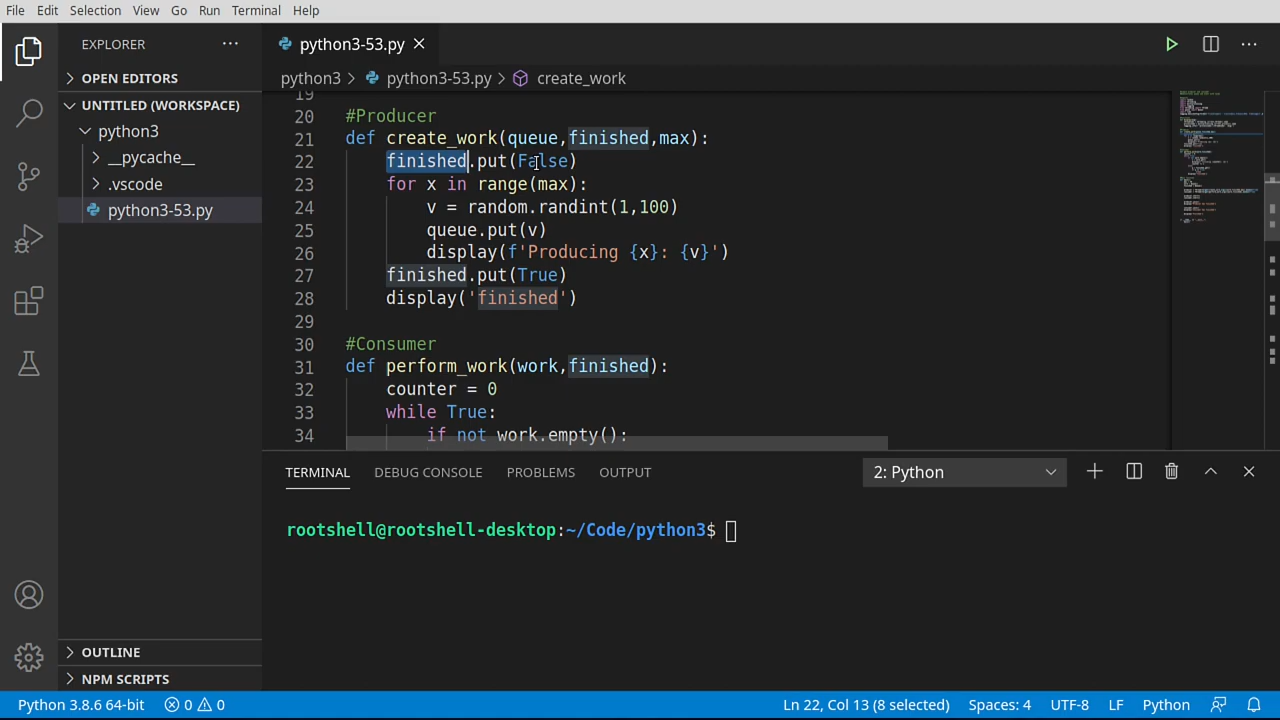 File Edit Selection View Go Run Terminal Help
EXPLORER
python3-53.py
OPEN EDITORS
python3 > python3-53.py > create_work
UNTITLED (WORKSPACE)
python3
__pycache__
.vscode
python3-53.py
19
20 #Producer
21 def create_work(queue,finished,max):
22 finished.put(False)
23 for x in range(max):
24 v = random.randint(1,100)
25 queue.put(v)
26 display(f'Producing {x}: {v}')
27 finished.put(True)
28 display('finished')
29
30 #Consumer
31 def perform_work(work,finished):
32 counter = 0
33 while True:
34 if not work.empty():
TERMINAL DEBUG CONSOLE PROBLEMS OUTPUT 2: Python
rootshell@rootshell-desktop:~/Code/python3$
OUTLINE
NPM SCRIPTS
Python 3.8.6 64-bit 0 0 Ln 22, Col 13 (8 selected) Spaces: 4 UTF-8 LF Python